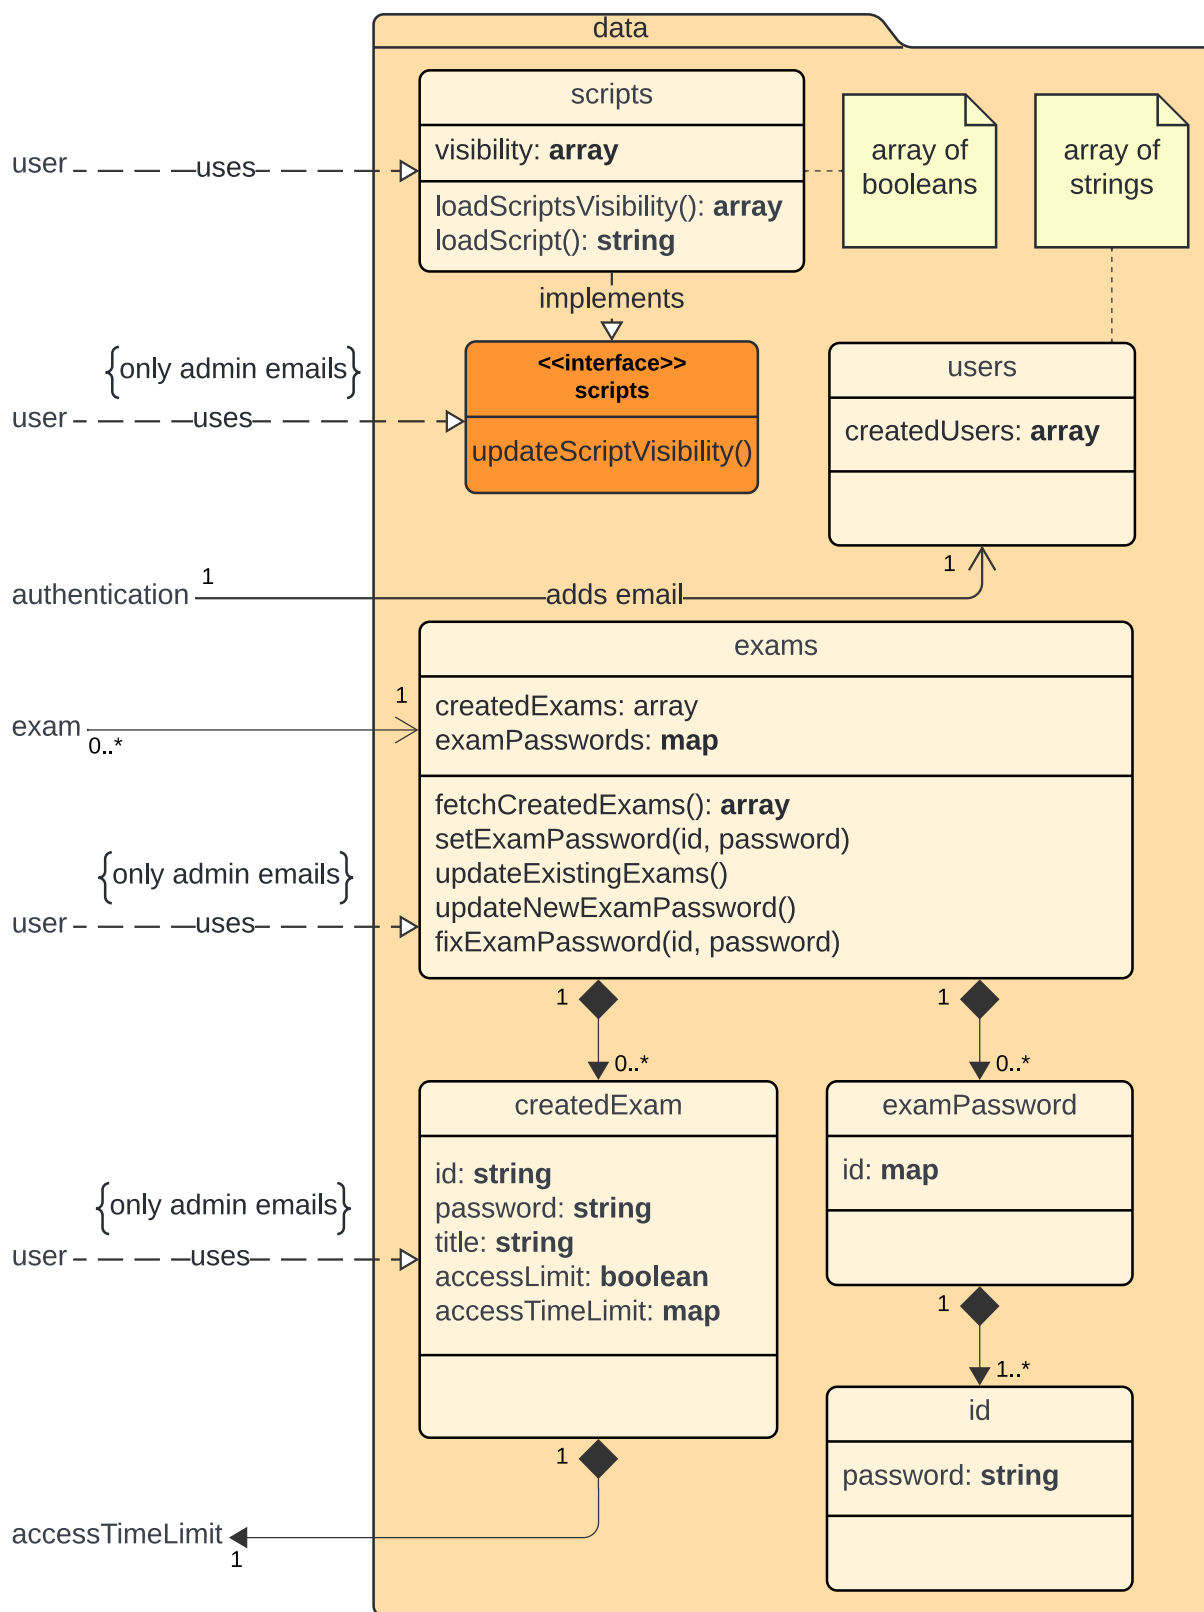 data
scripts
visibility: array
loadScriptsVisibility(): array
loadScript(): string
array of
booleans
array of
strings
user
uses
implements
{only admin emails}
<<interface>>
scripts
updateScriptVisibility()
user
uses
users
createdUsers: array
authentication
1
adds email
1
exams
createdExams: array
examPasswords: map
fetchCreatedExams(): array
setExamPassword(id, password)
updateExistingExams()
updateNewExamPassword()
fixExamPassword(id, password)
exam
0..*
1
{only admin emails}
user
uses
1
0..*
1
0..*
createdExam
id: string
password: string
title: string
accessLimit: boolean
accessTimeLimit: map
examPassword
id: map
{only admin emails}
user
uses
1
1..*
id
password: string
1
accessTimeLimit
1